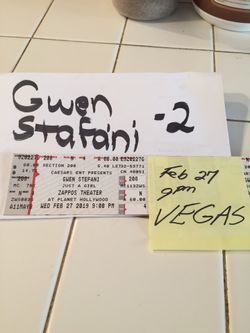 Gwen
Stafani -2
SECTION 208
CAESARS ENT PRESENTS
GWEN STEFANI
JUST A GIRL
ZAPPOS THEATER
AT PLANET HOLLYWOOD
WED FEB 27 2019 9:00 PM
Feb 27
9pm
VEGAS